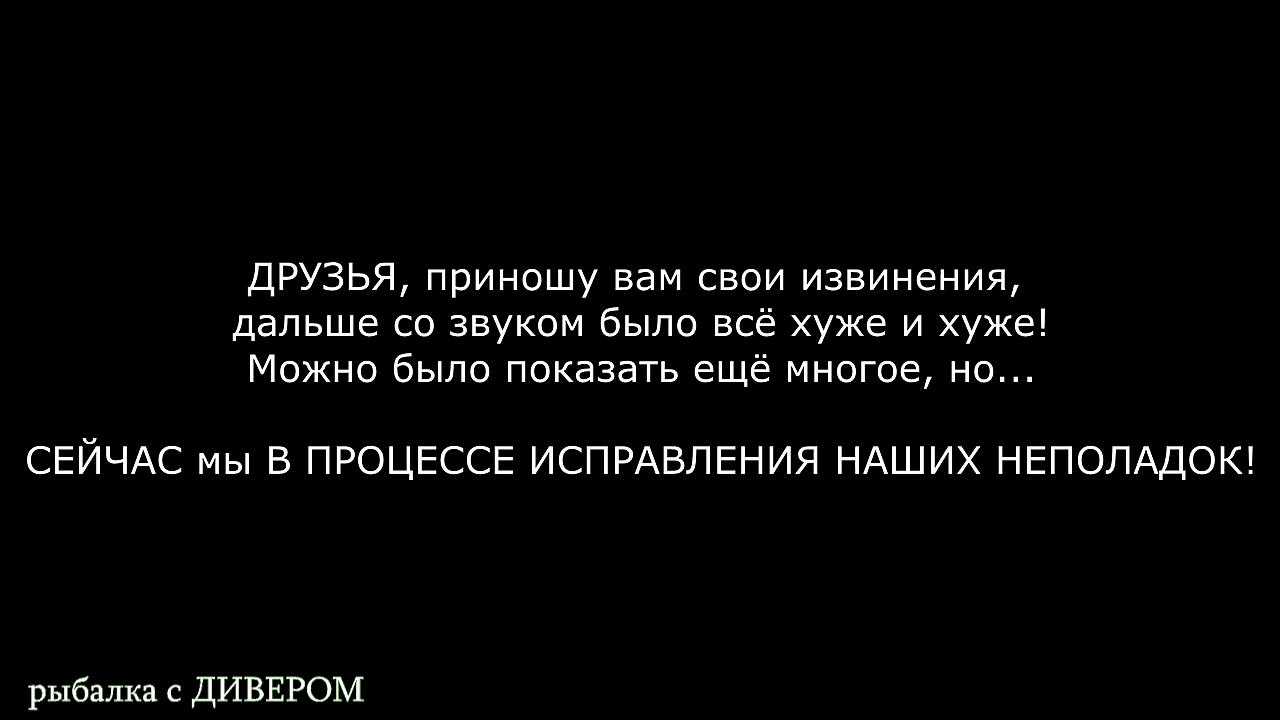 ДРУЗЬЯ, приношу вам свои извинения,
дальше со звуком было всё хуже и хуже!
Можно было показать ещё многое, но...
СЕЙЧАС мы В ПРОЦЕССЕ ИСПРАВЛЕНИЯ НАШИХ НЕПОЛАДОК!
рыбалка с ДИВЕРОМ